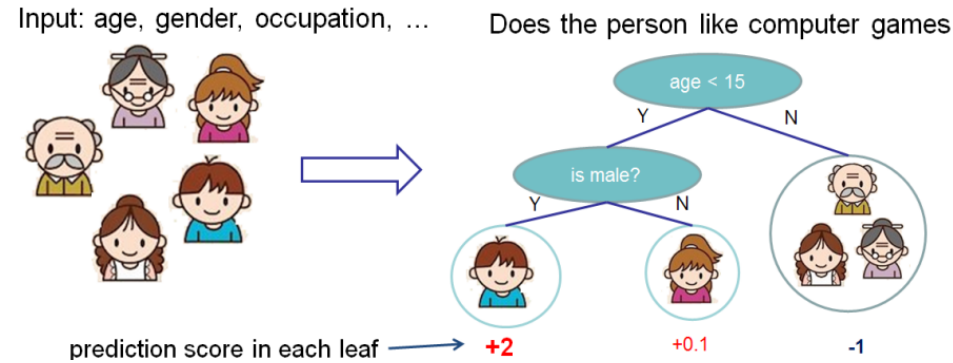 Input: age, gender, occupation, ...
Does the person like computer games
age < 15
Y
N
is male?
Y
N
prediction score in each leaf
+2
+0.1
-1